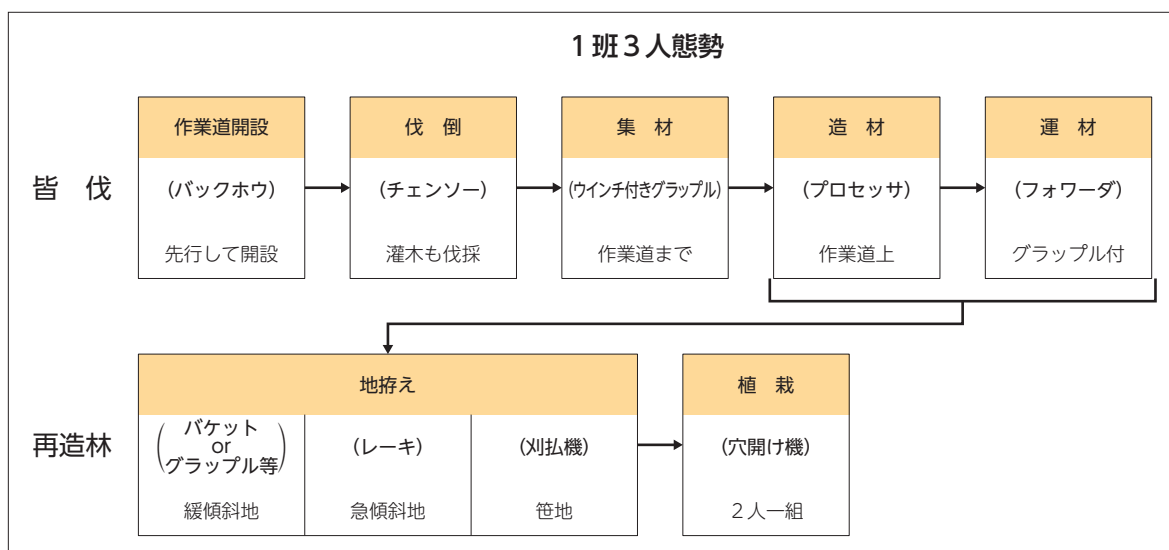 1班3人態勢
皆 伐
作業道開設
(バックホウ)
先行して開設
伐 倒
(チェンソー)
灌木も伐採
集 材
(ウインチ付きグラップル)
作業道まで
造 材
(プロセッサ)
作業道上
運 材
(フォワーダ)
グラップル付
再造林
地拵え
(バケット
or
グラップル等)
緩傾斜地
(レーキ)
急傾斜地
(刈払機)
笹地
植 栽
(穴開け機)
2人一組